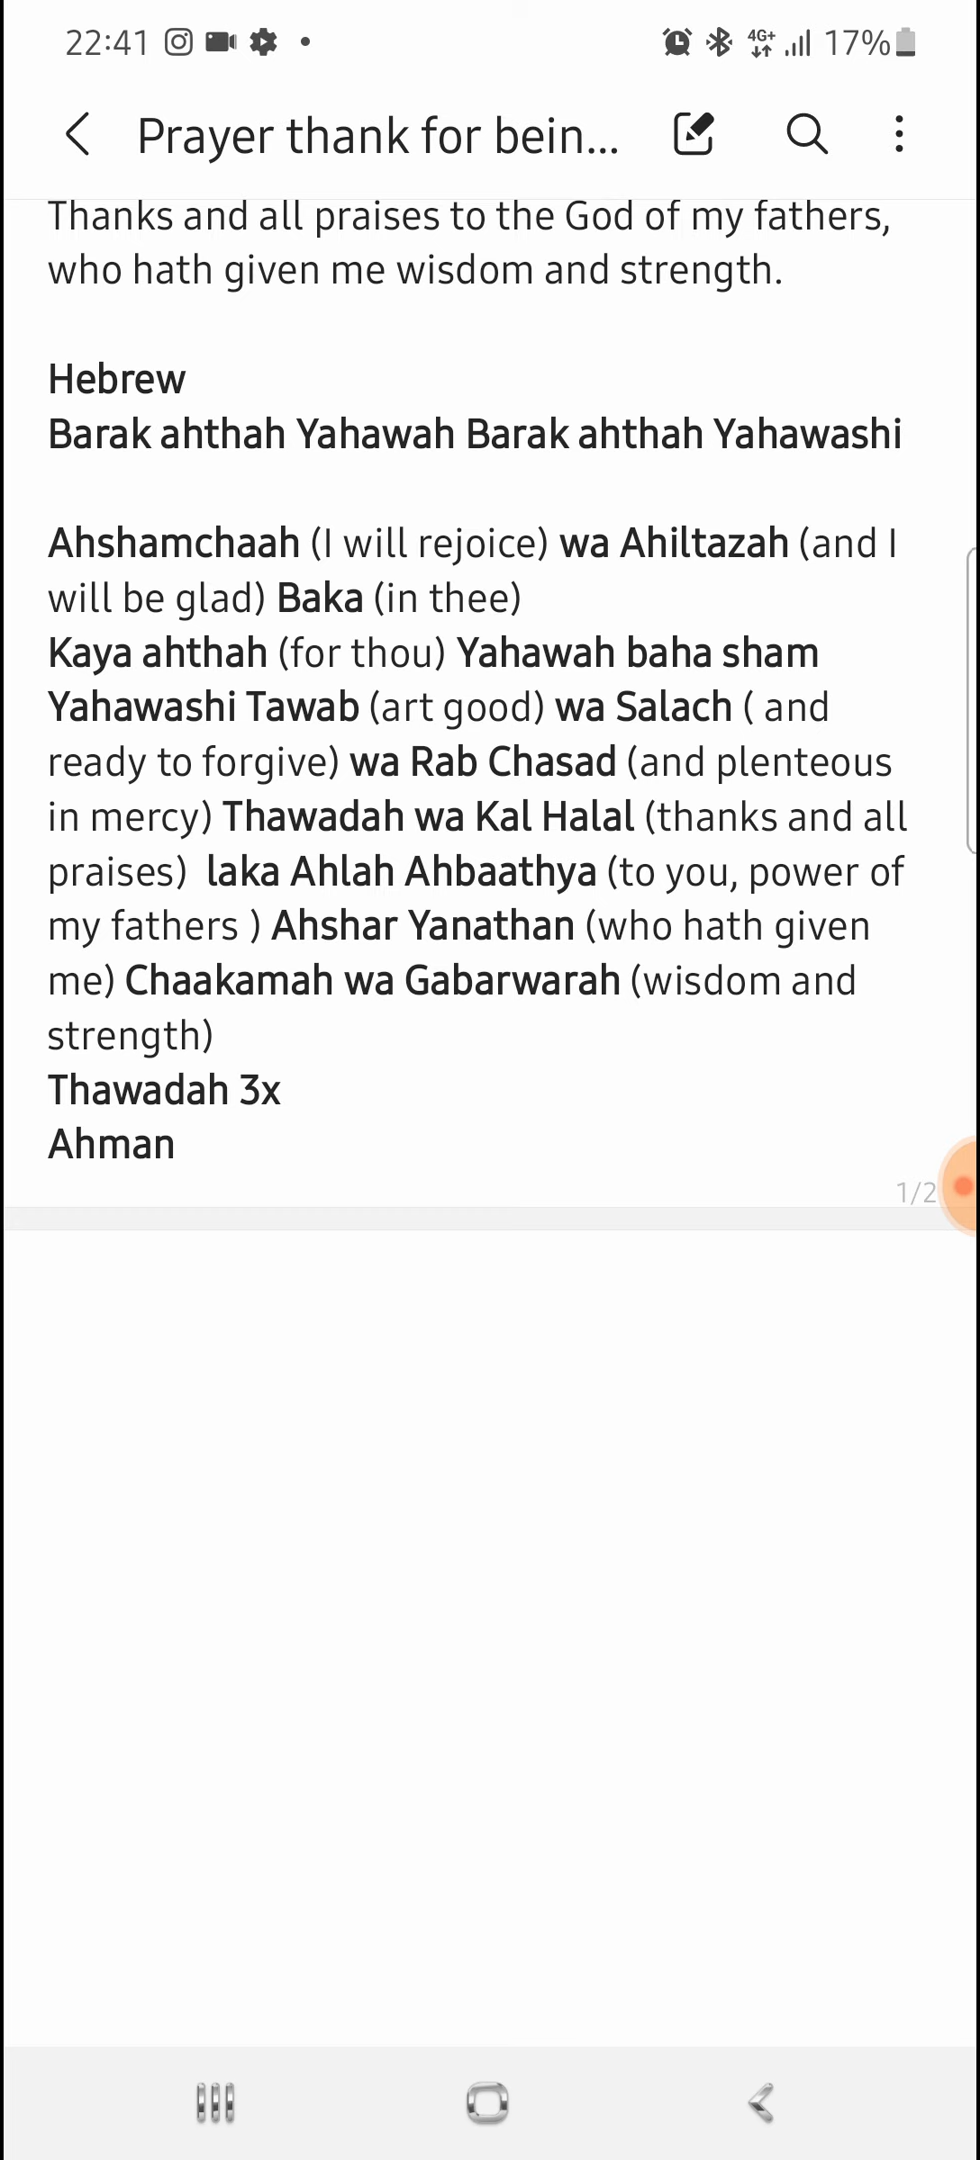 22:41
4G+
17%
Prayer thank for bein...
Thanks and all praises to the God of my fathers,
who hath given me wisdom and strength.
Hebrew
Barak ahthah Yahawah Barak ahthah Yahawashi
Ahshamchaah (I will rejoice) wa Ahiltazah (and I
will be glad) Baka (in thee)
Kaya ahthah (for thou) Yahawah baha sham
Yahawashi Tawab (art good) wa Salach ( and
ready to forgive) wa Rab Chasad (and plenteous
in mercy) Thawadah wa Kal Halal (thanks and all
praises)  laka Ahlah Ahbaathya (to you, power of
my fathers ) Ahshar Yanathan (who hath given
me) Chaakamah wa Gabarwarah (wisdom and
strength)
Thawadah 3x
Ahman
1/2